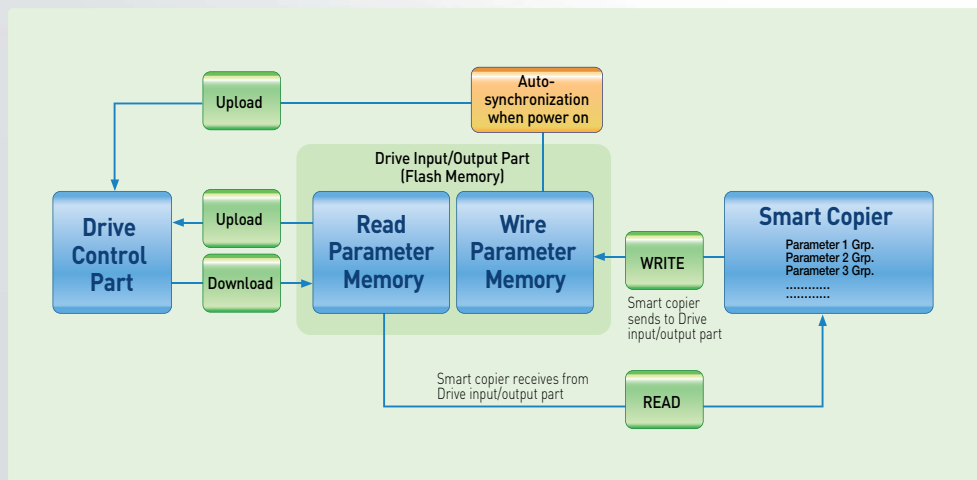 Auto-
synchronization
when power on
Upload
Drive Input/Output Part
(Flash Memory)
Drive
Control
Part
Upload
Download
Read
Parameter
Memory
Wire
Parameter
Memory
WRITE
Smart copier
sends to Drive
input/output part
Smart Copier
Parameter 1 Grp.
Parameter 2 Grp.
Parameter 3 Grp.
............
............
Smart copier receives from
Drive input/output part
READ